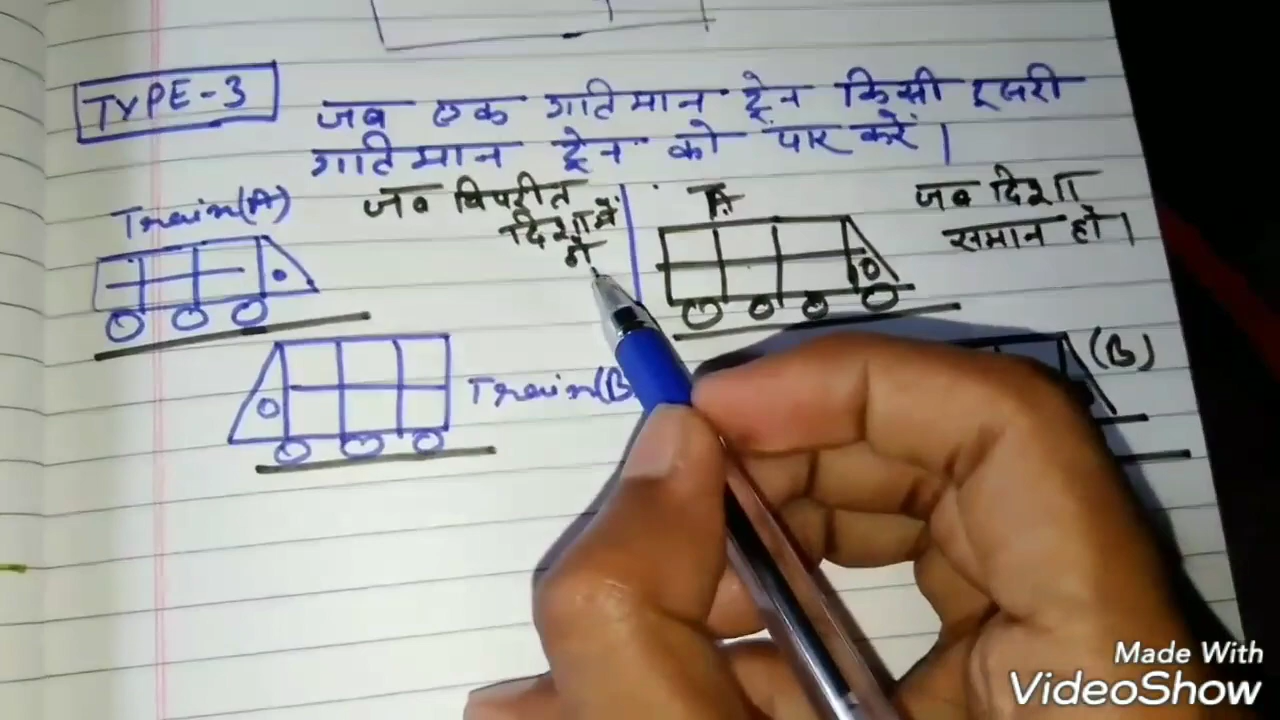 TYPE-3
जब एक गतिमान ट्रेन किसी दूसरी
गतिमान ट्रेन को पार करें।
Train(A)
जब विपरीत
दिशा में
हो
A
जब दिशा
समान हो।
Train(B
(B)
Made With
VideoShow